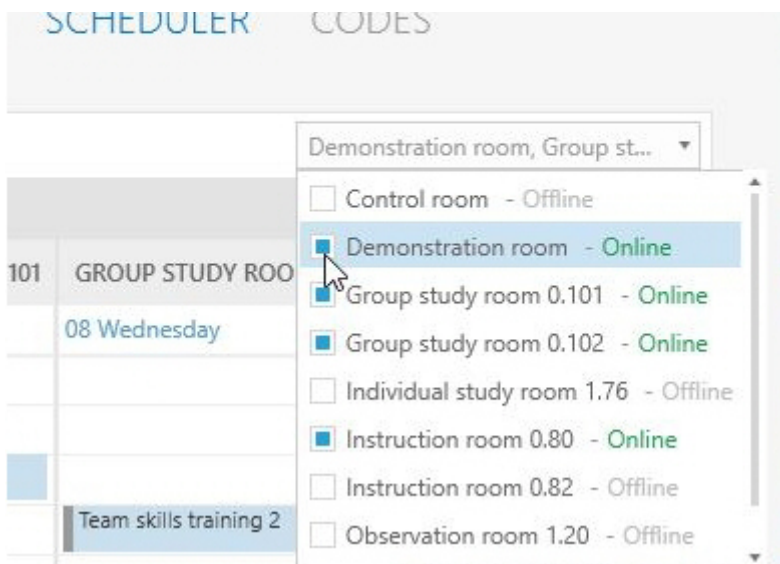 SCHEDULER CODES
Demonstration room, Group st...
Control room - Offline
Demonstration room - Online
101 GROUP STUDY ROO
Group study room 0.101 - Online
08 Wednesday
Group study room 0.102 - Online
Individual study room 1.76 - Offline
Instruction room 0.80 - Online
Instruction room 0.82 - Offline
Team skills training 2
Observation room 1.20 - Offline